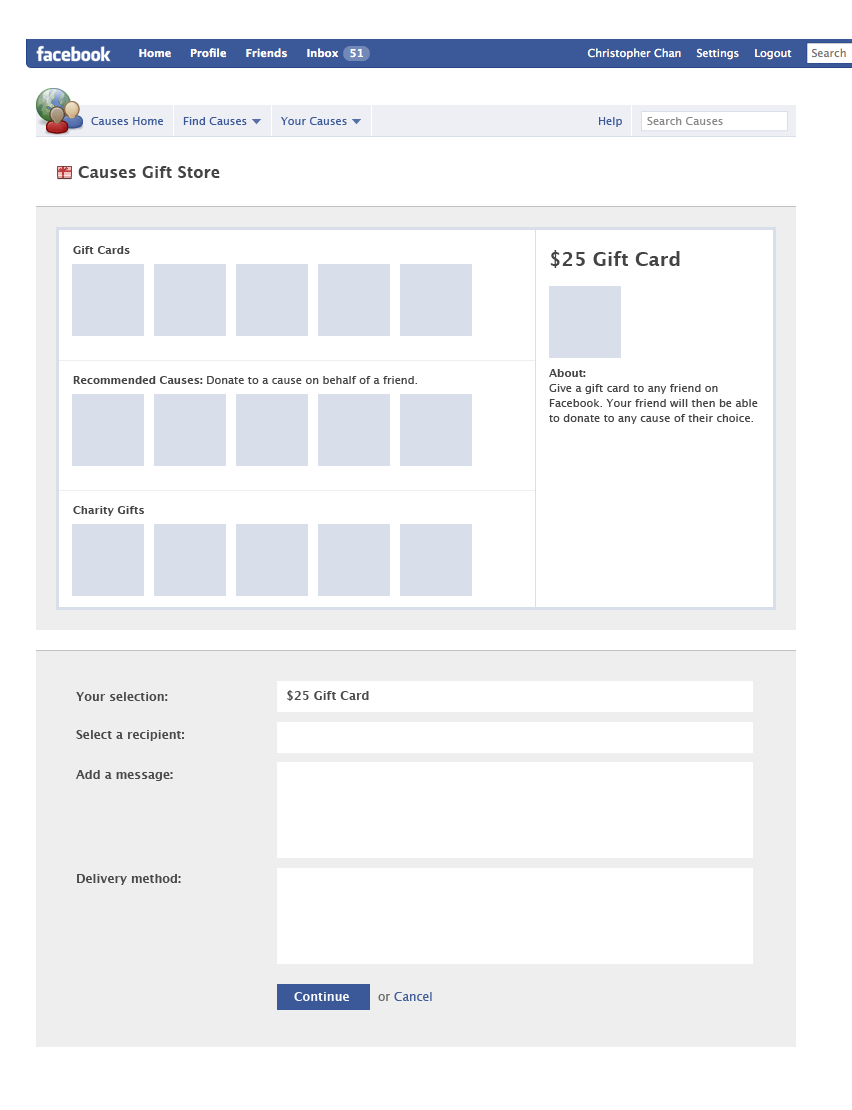 facebook Home Profile Friends Inbox 51 Christopher Chan Settings Logout Search
Causes Home Find Causes Your Causes Help Search Causes
Causes Gift Store
Gift Cards
$25 Gift Card
Recommended Causes: Donate to a cause on behalf of a friend.
About:
Give a gift card to any friend on
Facebook. Your friend will then be able
to donate to any cause of their choice.
Charity Gifts
Your selection: $25 Gift Card
Select a recipient:
Add a message:
Delivery method:
Continue or Cancel